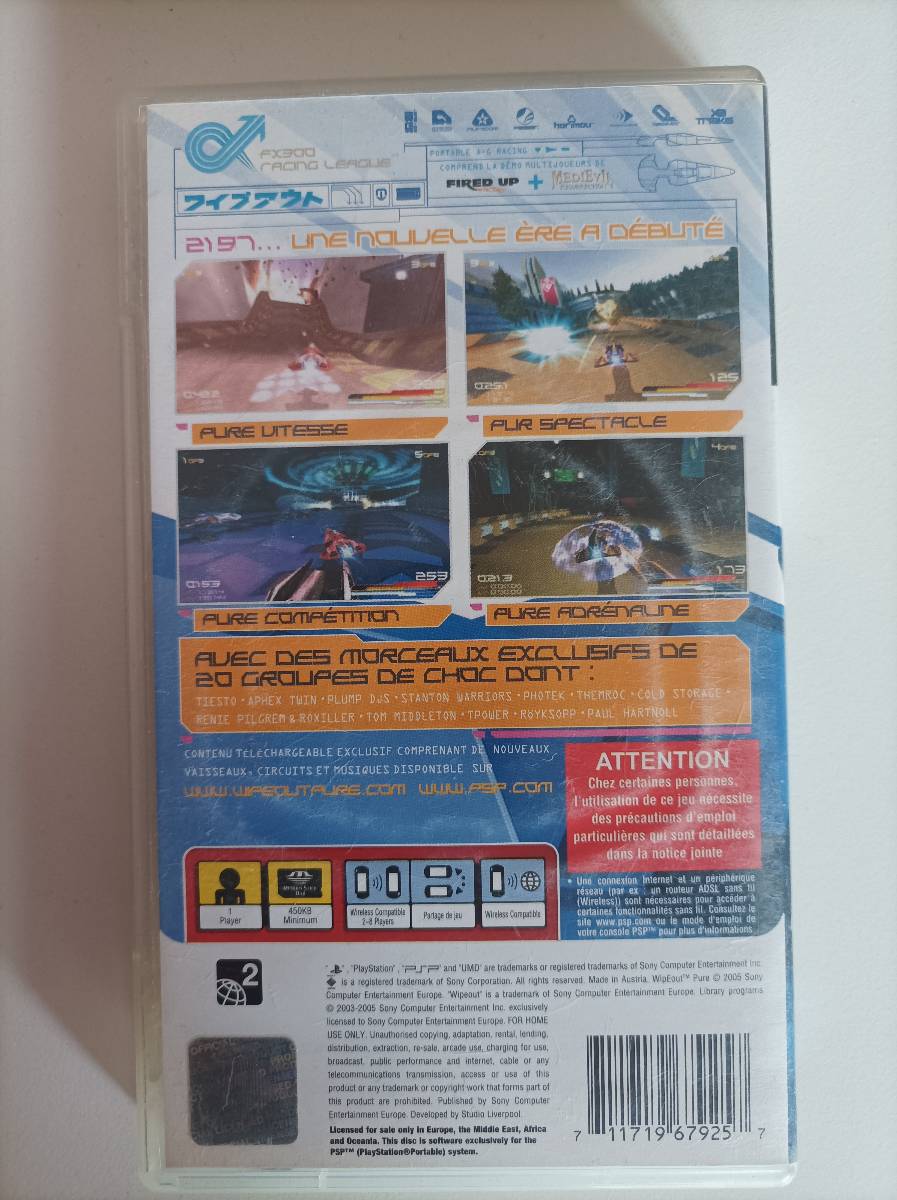 FX300
RACING LEAGUE
PORTABLE A-G RACING
COMPREND LA DÉMO MULTIJOUEURS DE
FIRED UP + MEDIEVIL
ワイプアウト
2197... UNE NOUVELLE ÈRE A DÉBUTÉ
PURE VITESSE
PUR SPECTACLE
125
253
173
PURE COMPÉTITION
PURE ADRÉNALINE
AVEC DES MORCEAUX EXCLUSIFS DE
20 GROUPES DE CHOC DONT :
TIESTO · APHEX TWIN · PLUMP DJS · STANTON WARRIORS · PHOTEK · THEMROC · COLD STORAGE ·
RENIE PILGREM & ROXILLER · TOM MIDDLETON · TPOWER · RÖYKSOPP · PAUL HARTNOLL
CONTENU TÉLÉCHARGEABLE EXCLUSIF COMPRENANT DE NOUVEAUX
VAISSEAUX, CIRCUITS ET MUSIQUES DISPONIBLE SUR
WWW.WIPEOUTPURE.COM WWW.PSP.COM
ATTENTION
Chez certaines personnes,
l'utilisation de ce jeu nécessite
des précautions d'emploi
particulières qui sont détaillées
dans la notice jointe
• Une connexion Internet et un périphérique
réseau (par ex : un routeur ADSL sans fil
(Wireless)) sont nécessaires pour accéder à
certaines fonctionnalités sans fil. Consultez le
site www.psp.com ou le mode d'emploi de
votre console PSP™ pour plus d'informations
1
Player
450KB
Minimum
Wireless Compatible
2-8 Players
Partage de jeu
Wireless Compatible
2
"", "PlayStation", "PSP" and "UMD" are trademarks or registered trademarks of Sony Computer Entertainment Inc.
" " is a registered trademark of Sony Corporation. All rights reserved. Made in Austria. WipEout™ Pure © 2005 Sony
Computer Entertainment Europe. "Wipeout" is a trademark of Sony Computer Entertainment Europe. Library programs
© 2003-2005 Sony Computer Entertainment Inc. exclusively
licensed to Sony Computer Entertainment Europe. FOR HOME
USE ONLY. Unauthorised copying, adaptation, rental, lending,
distribution, extraction, re-sale, arcade use, charging for use,
broadcast, public performance and internet, cable or any
telecommunications transmission, access or use of this
product or any trademark or copyright work that forms part of
this product are prohibited. Published by Sony Computer
Entertainment Europe. Developed by Studio Liverpool.
Licensed for sale only in Europe, the Middle East, Africa
and Oceania. This disc is software exclusively for the
PSP™ (PlayStation®Portable) system.
7 11719 67925 7